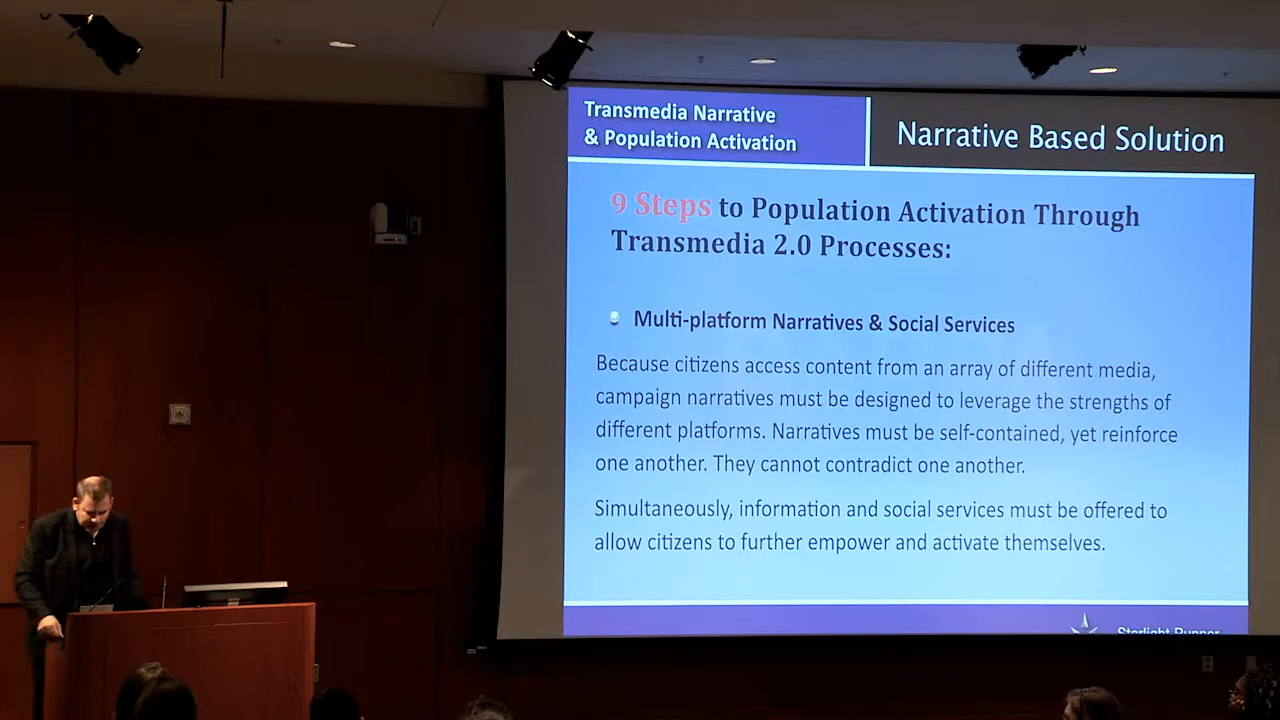 Transmedia Narrative
& Population Activation
Narrative Based Solution
9 Steps to Population Activation Through
Transmedia 2.0 Processes:
Multi-platform Narratives & Social Services
Because citizens access content from an array of different media,
campaign narratives must be designed to leverage the strengths of
different platforms. Narratives must be self-contained, yet reinforce
one another. They cannot contradict one another.
Simultaneously, information and social services must be offered to
allow citizens to further empower and activate themselves.
Starlight Runner